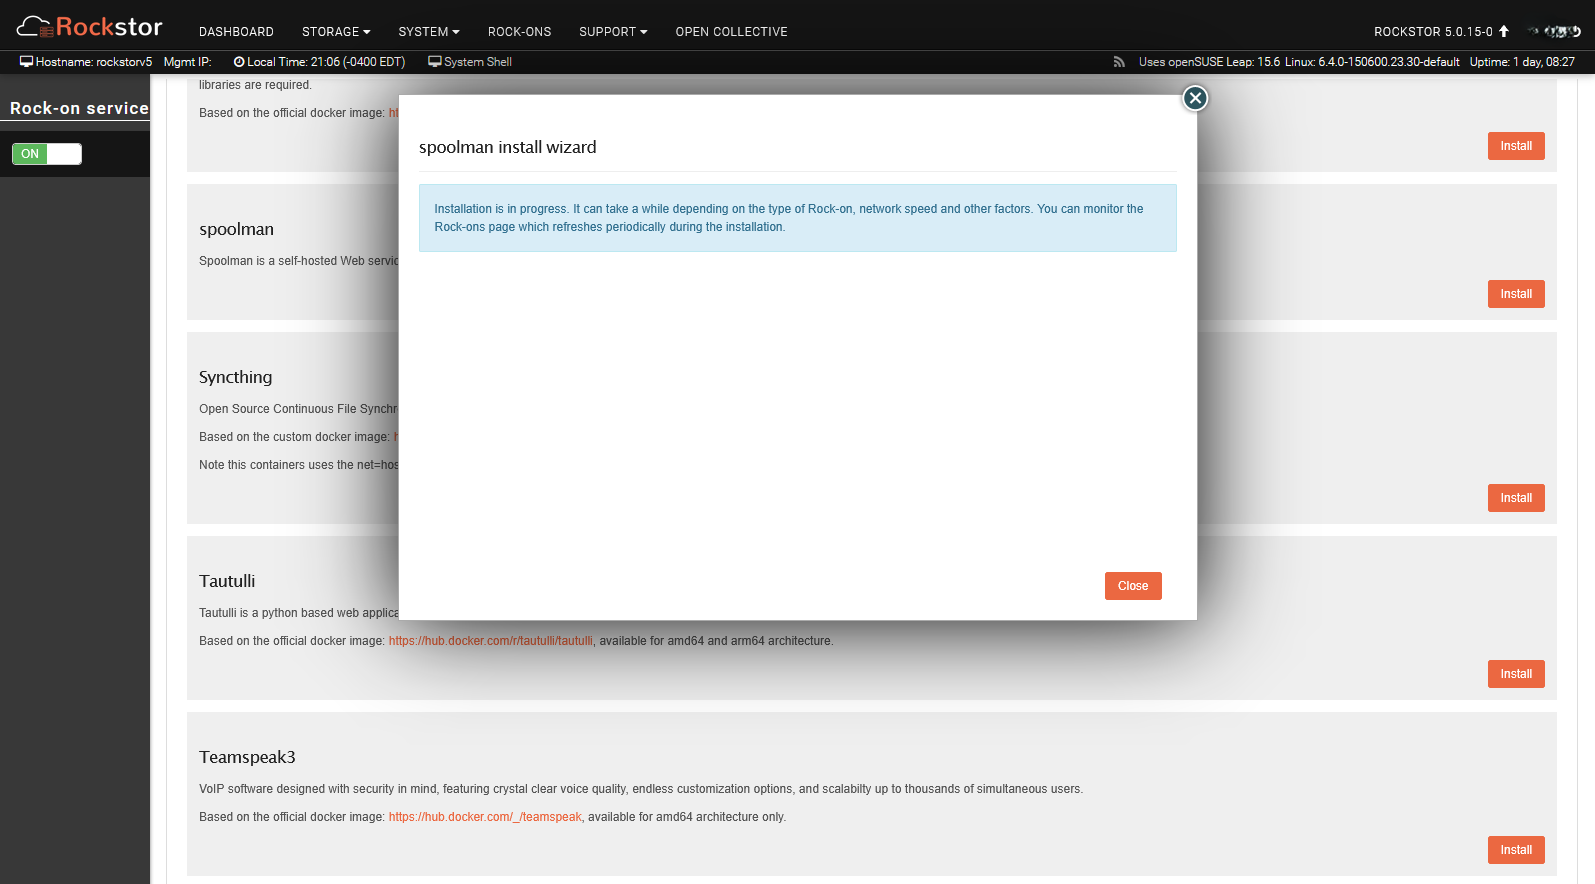 Rockstor
DASHBOARD STORAGE SYSTEM ROCK-ONS SUPPORT OPEN COLLECTIVE ROCKSTOR 5.0.15-0
Hostname: rockstorv5 Mgmt IP: Local Time: 21:06 (-0400 EDT) System Shell Uses openSUSE Leap: 15.6 Linux: 6.4.0-150600.23.30-default Uptime: 1 day, 08:27
Rock-on service
ON
libraries are required.
Based on the official docker image:
Install
spoolman install wizard
Installation is in progress. It can take a while depending on the type of Rock-on, network speed and other factors. You can monitor the
Rock-ons page which refreshes periodically during the installation.
Close
spoolman
Spoolman is a self-hosted Web
Install
Syncthing
Open Source Continuous File
Based on the custom docker image:
Note this containers uses the
Install
Tautulli
Tautulli is a python based web
Based on the official docker image: https://hub.docker.com/r/tautulli/tautulli, available for amd64 and arm64 architecture.
Install
Teamspeak3
VoIP software designed with security in mind, featuring crystal clear voice quality, endless customization options, and scalabilty up to thousands of simultaneous users.
Based on the official docker image: https://hub.docker.com/_/teamspeak, available for amd64 architecture only.
Install